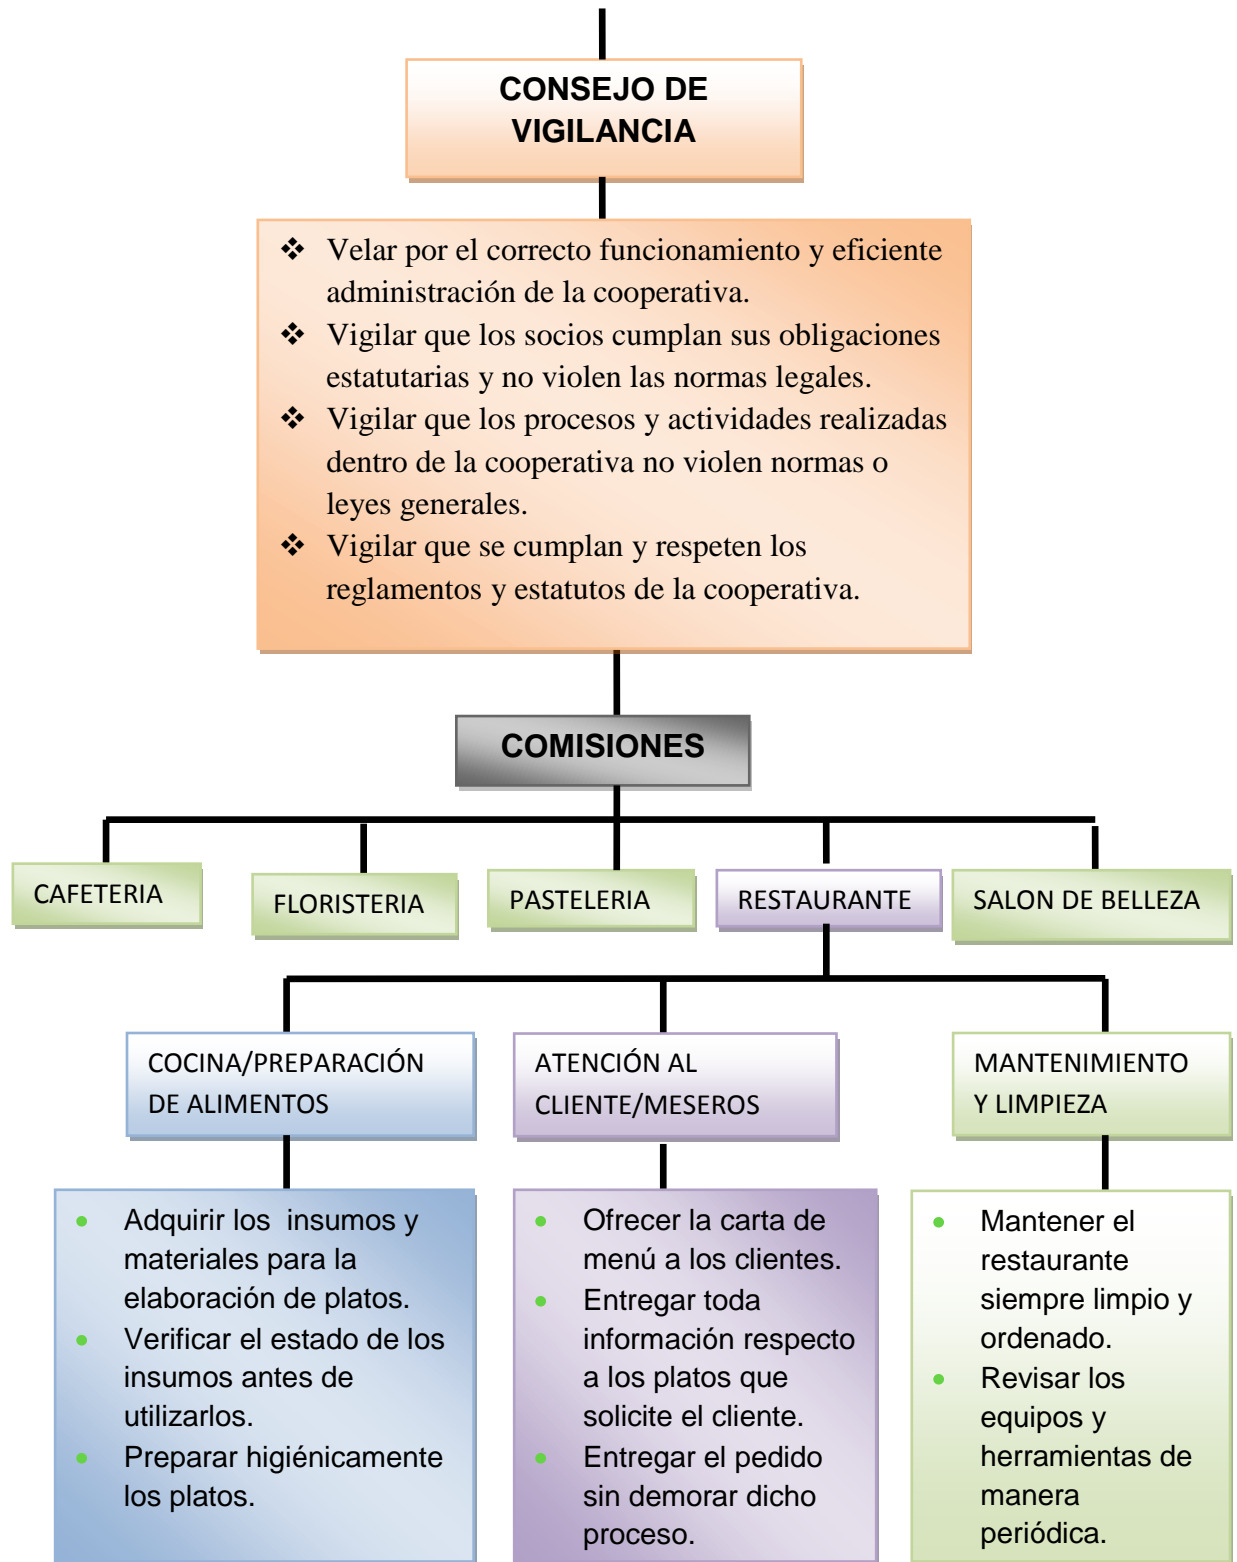 CONSEJO DE
VIGILANCIA
❖ Velar por el correcto funcionamiento y eficiente
administración de la cooperativa.
❖ Vigilar que los socios cumplan sus obligaciones
estatutarias y no violen las normas legales.
❖ Vigilar que los procesos y actividades realizadas
dentro de la cooperativa no violen normas o
leyes generales.
❖ Vigilar que se cumplan y respeten los
reglamentos y estatutos de la cooperativa.
COMISIONES
CAFETERIA
FLORISTERIA
PASTELERIA
RESTAURANTE
SALON DE BELLEZA
COCINA/PREPARACIÓN
DE ALIMENTOS
ATENCIÓN AL
CLIENTE/MESEROS
MANTENIMIENTO
Y LIMPIEZA
• Adquirir los insumos y
materiales para la
elaboración de platos.
• Verificar el estado de los
insumos antes de
utilizarlos.
• Preparar higiénicamente
los platos.
• Ofrecer la carta de
menú a los clientes.
• Entregar toda
información respecto
a los platos que
solicite el cliente.
• Entregar el pedido
sin demorar dicho
proceso.
• Mantener el
restaurante
siempre limpio y
ordenado.
• Revisar los
equipos y
herramientas de
manera
periódica.